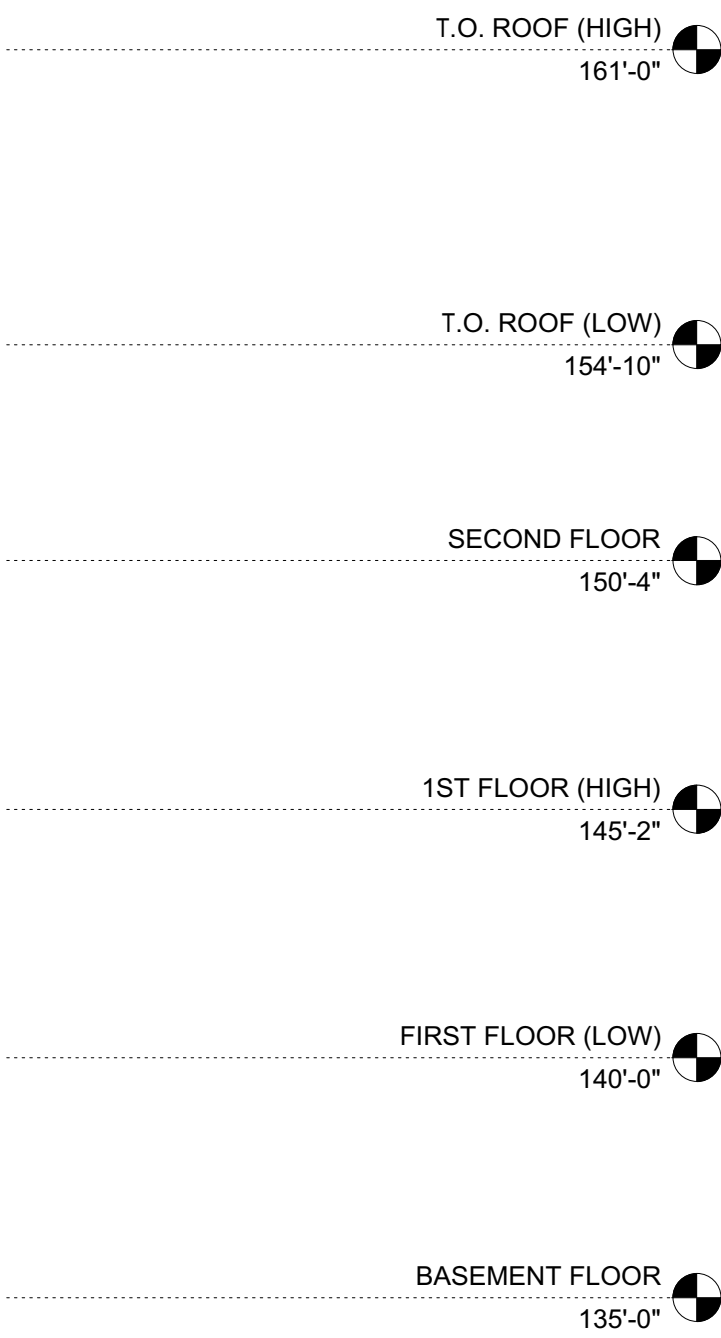 T.O. ROOF (HIGH)
161'-0"
T.O. ROOF (LOW)
154'-10"
SECOND FLOOR
150'-4"
1ST FLOOR (HIGH)
145'-2"
FIRST FLOOR (LOW)
140'-0"
BASEMENT FLOOR
135'-0"